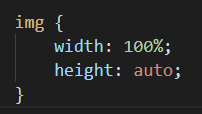 img {
    width: 100%;
    height: auto;
}